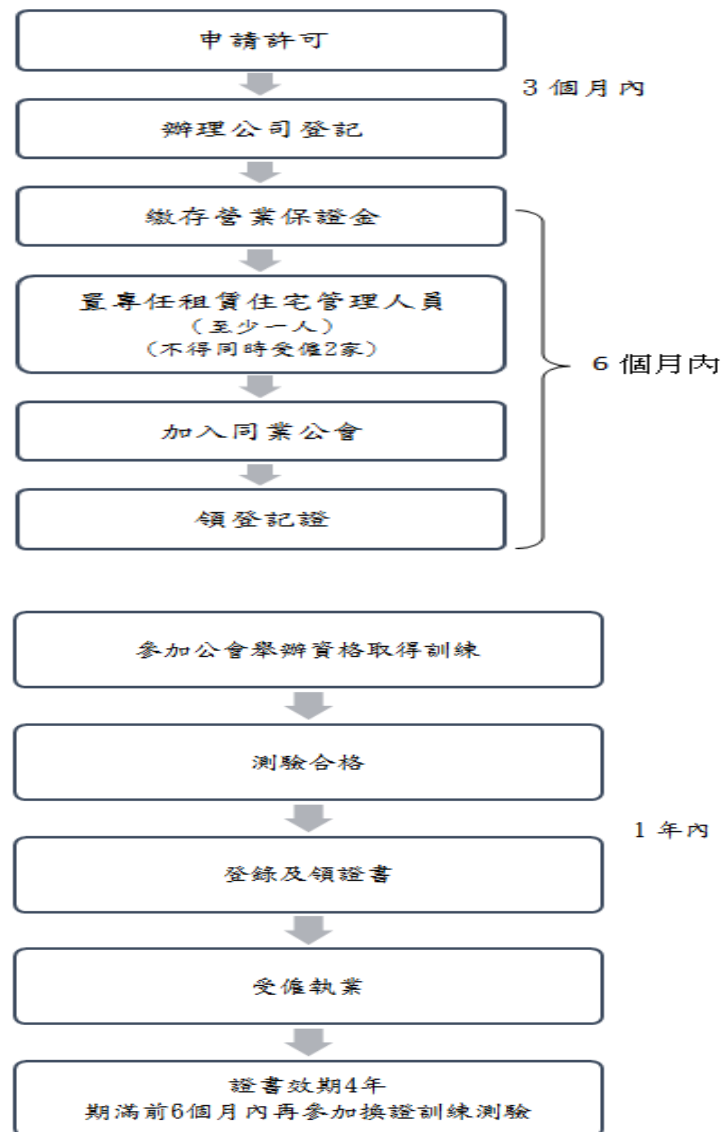 申請許可
3 個月內
辦理公司登記
繳存營業保證金
置專任租賃住宅管理人員
(至少一人)
(不得同時受僱2家)
6 個月內
加入同業公會
領登記證
參加公會舉辦資格取得訓練
測驗合格
1 年內
登錄及領證書
受僱執業
證書效期4年
期滿前6個月內再參加換證訓練測驗